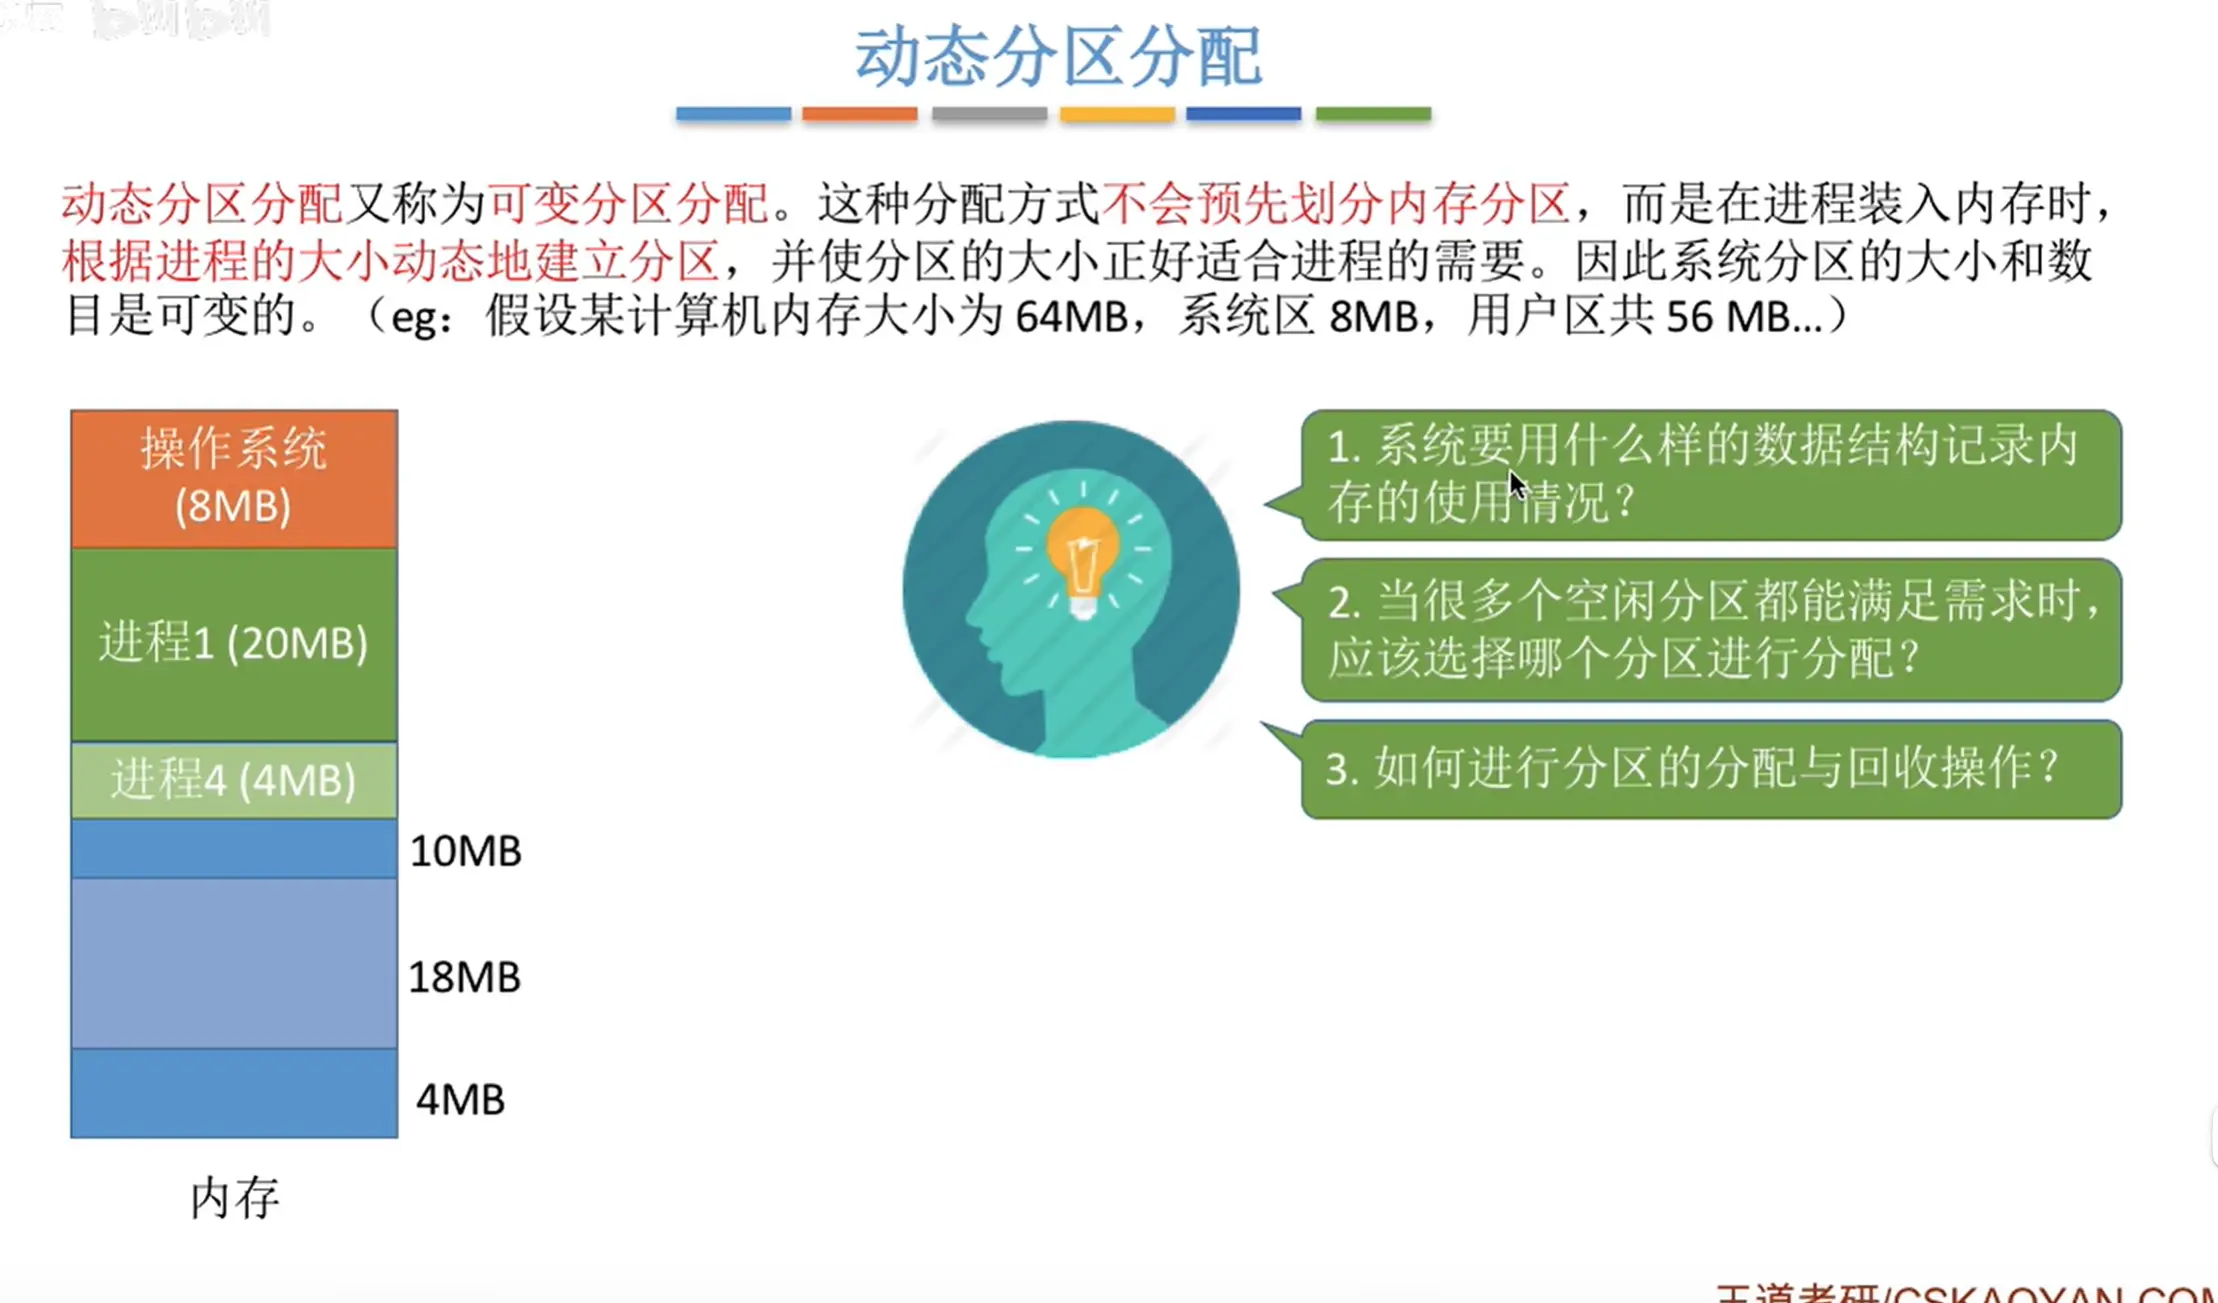 bilibili
动态分区分配
动态分区分配又称为可变分区分配。这种分配方式不会预先划分内存分区，而是在进程装入内存时，
根据进程的大小动态地建立分区，并使分区的大小正好适合进程的需要。因此系统分区的大小和数
目是可变的。（eg：假设某计算机内存大小为 64MB，系统区 8MB，用户区共 56 MB…）
操作系统
(8MB)
进程1 (20MB)
进程4 (4MB)
10MB
18MB
4MB
内存
1. 系统要用什么样的数据结构记录内
存的使用情况？
2. 当很多个空闲分区都能满足需求时，
应该选择哪个分区进行分配？
3. 如何进行分区的分配与回收操作？
王道考研/CSKAOYAN.COM